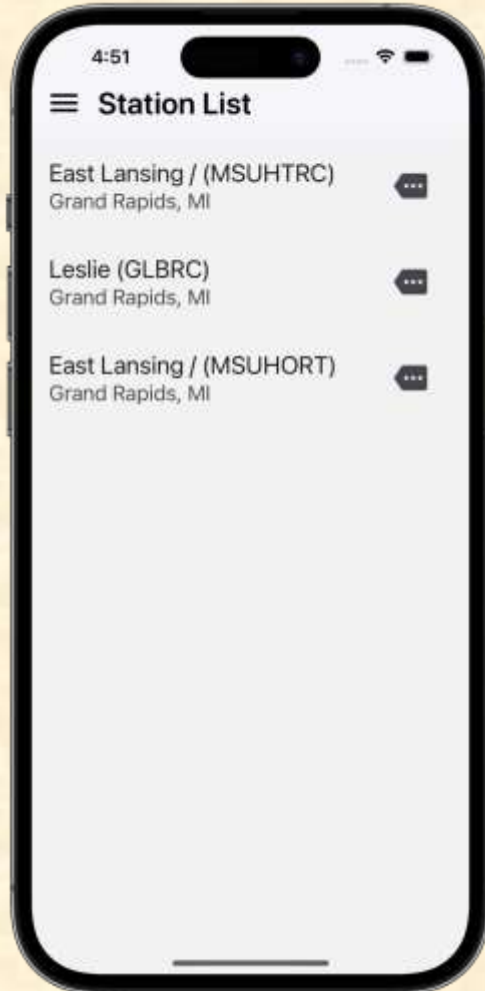 4:51
Station List
East Lansing / (MSUHTRC)
Grand Rapids, MI
Leslie (GLBRC)
Grand Rapids, MI
East Lansing / (MSUHORT)
Grand Rapids, MI